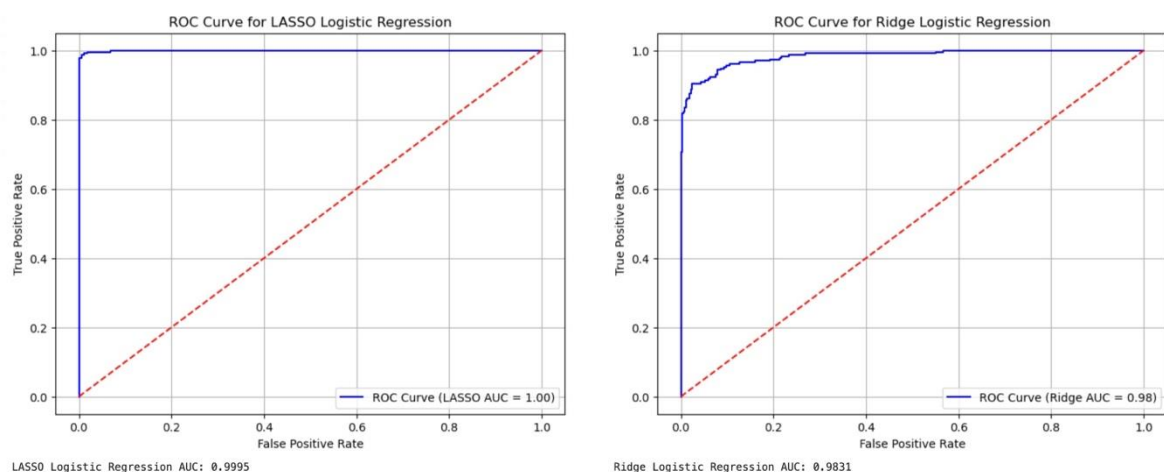 ROC Curve for LASSO Logistic Regression
1.0
0.8
0.6
0.4
0.2
0.0
True Positive Rate
0.0 0.2 0.4 0.6 0.8 1.0
False Positive Rate
ROC Curve (LASSO AUC = 1.00)
LASSO Logistic Regression AUC: 0.9995
ROC Curve for Ridge Logistic Regression
1.0
0.8
0.6
0.4
0.2
0.0
True Positive Rate
0.0 0.2 0.4 0.6 0.8 1.0
False Positive Rate
ROC Curve (Ridge AUC = 0.98)
Ridge Logistic Regression AUC: 0.9831